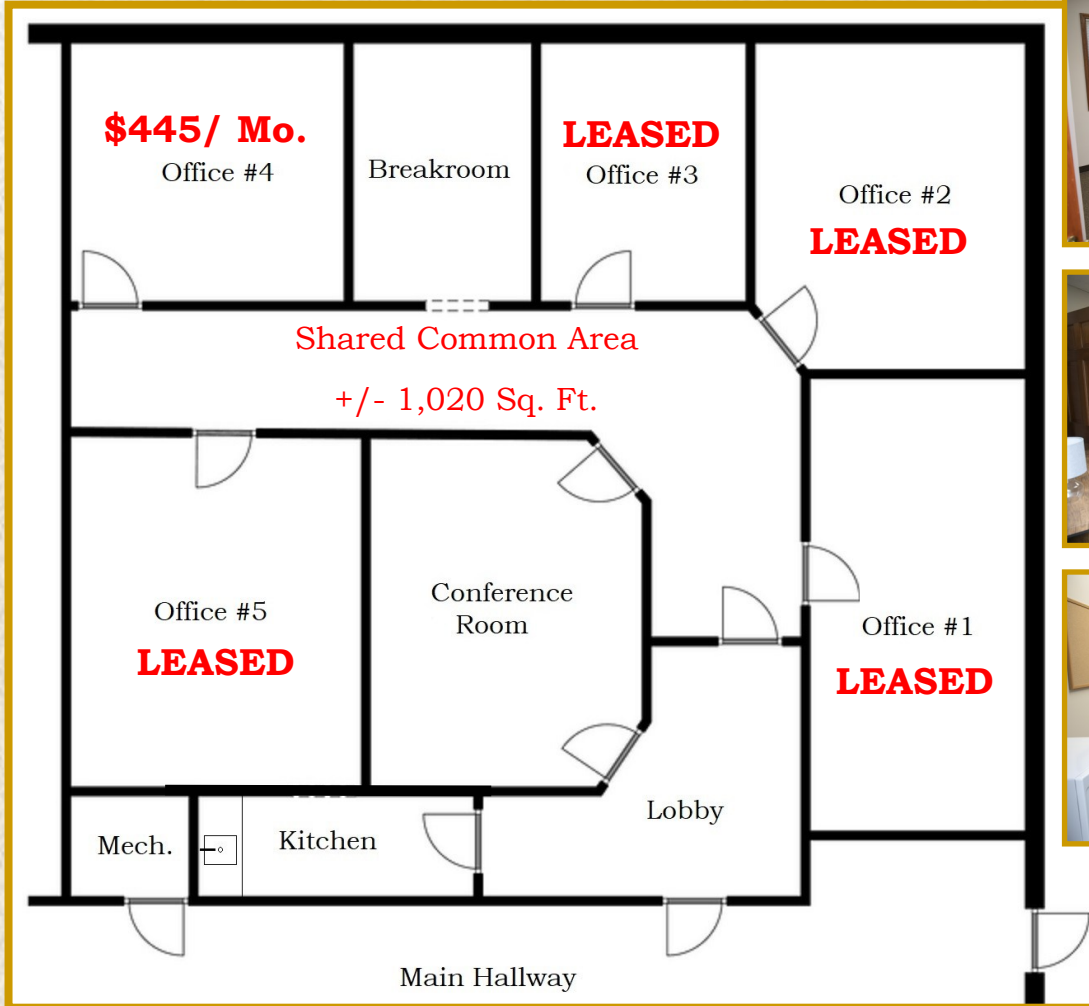 $445/ Mo.
Office #4
Breakroom
LEASED
Office #3
Office #2
LEASED
Shared Common Area
+/- 1,020 Sq. Ft.
Office #5
LEASED
Conference
Room
Office #1
LEASED
Mech.
Kitchen
Lobby
Main Hallway